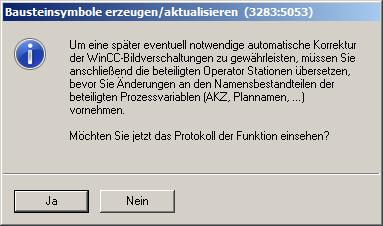 Bausteinsymbole erzeugen/aktualisieren (3283:5053)
Um eine später eventuell notwendige automatische Korrektur
der WinCC-Bildverschaltungen zu gewährleisten, müssen Sie
anschließend die beteiligten Operator Stationen übersetzen,
bevor Sie Änderungen an den Namensbestandteilen der
beteiligten Prozessvariablen (AKZ, Plannamen, ...)
vornehmen.
Möchten Sie jetzt das Protokoll der Funktion einsehen?
Ja
Nein